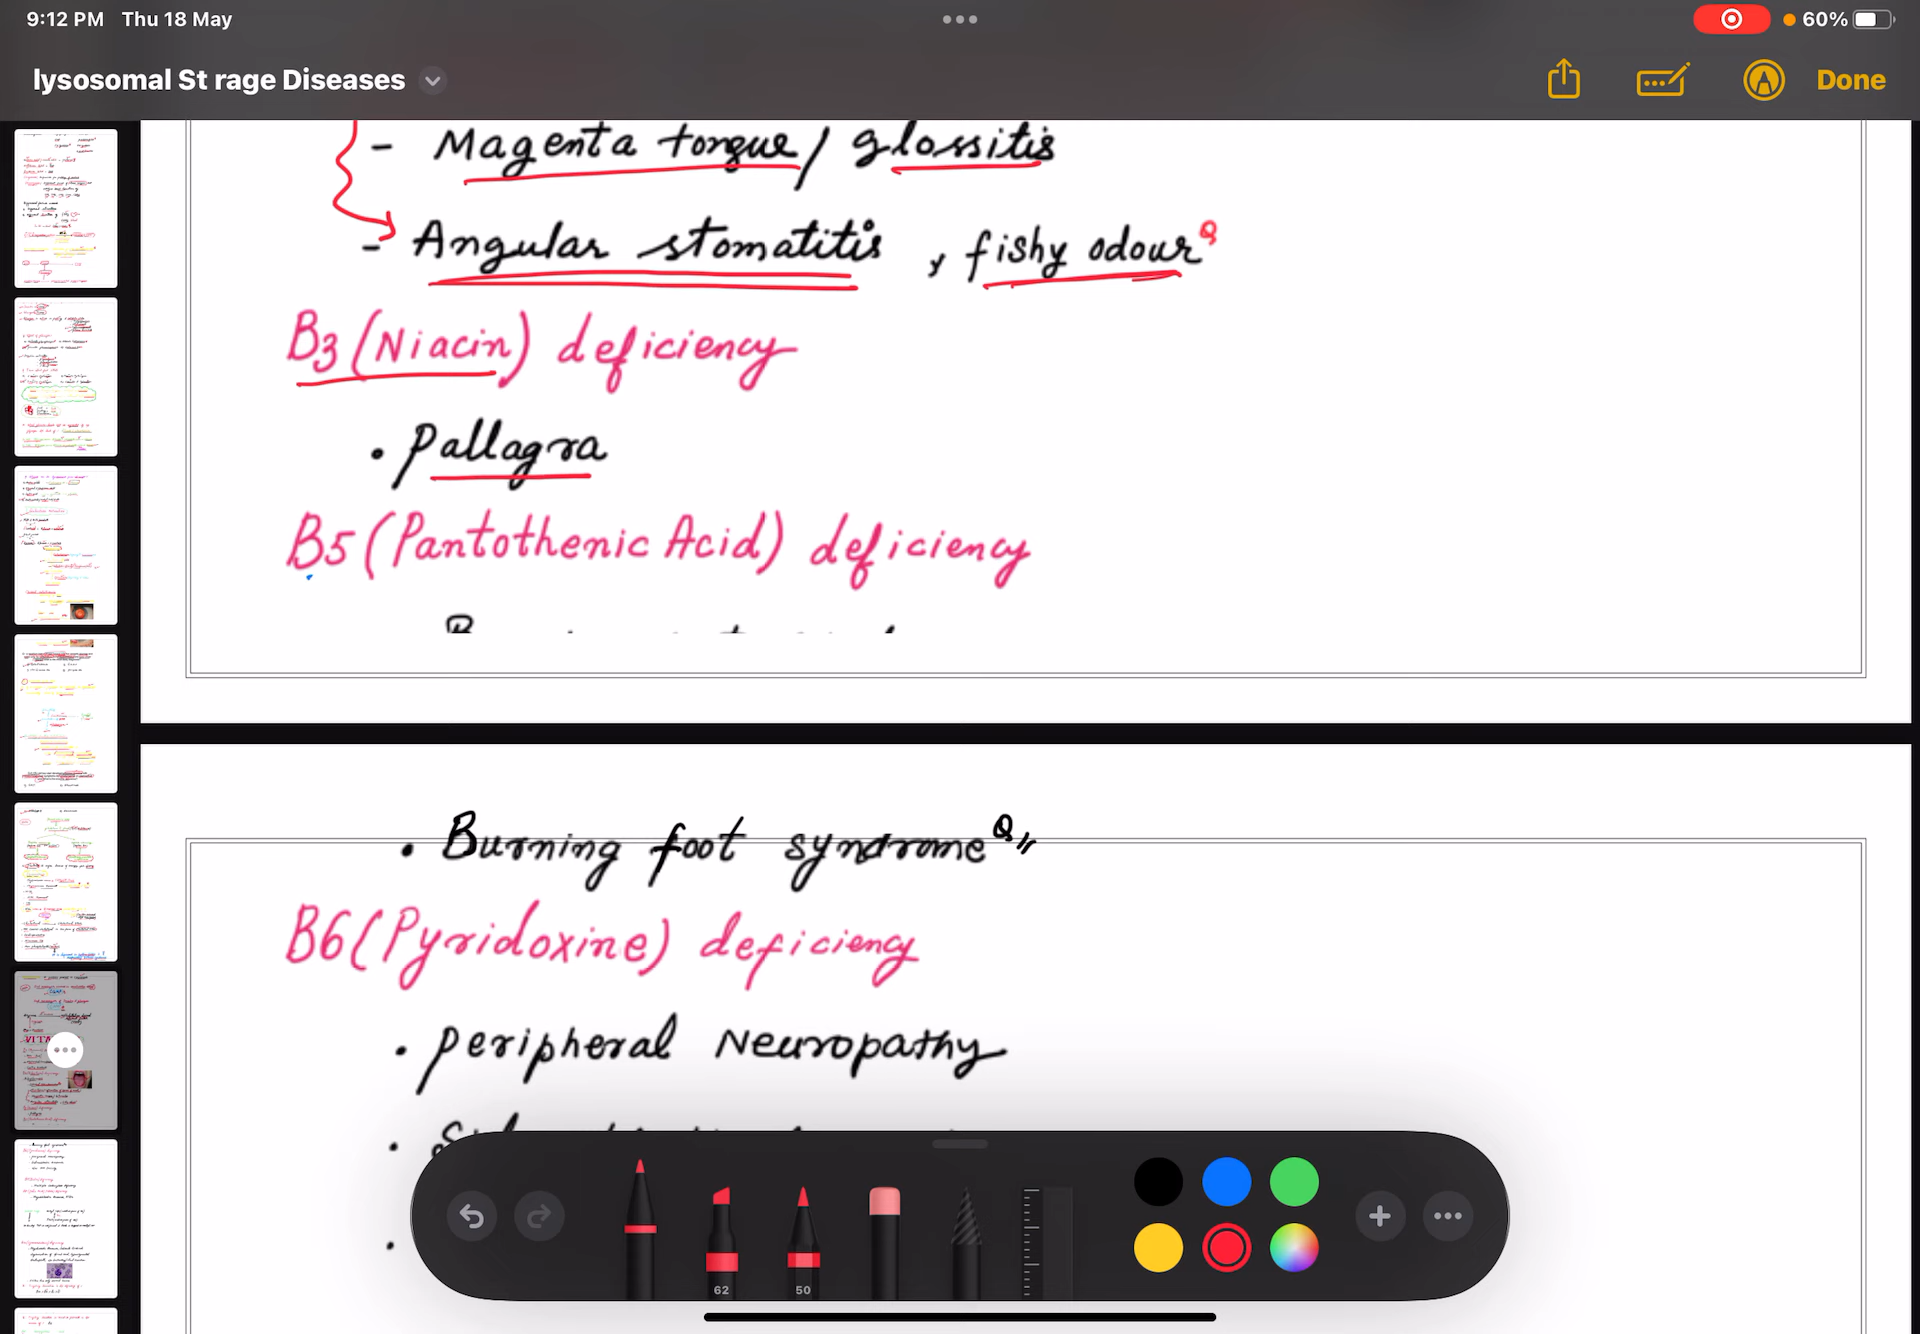 9:12 PM Thu 18 May
60%
lysosomal St rage Diseases
Done
- Magenta tongue/ glossitis
- Angular stomatitis , fishy odour Q
B3 (Niacin) deficiency
• Pallagra
B5 (Pantothenic Acid) deficiency
• Burning foot syndrome Q
B6 (Pyridoxine) deficiency
• Peripheral Neuropathy
62
50